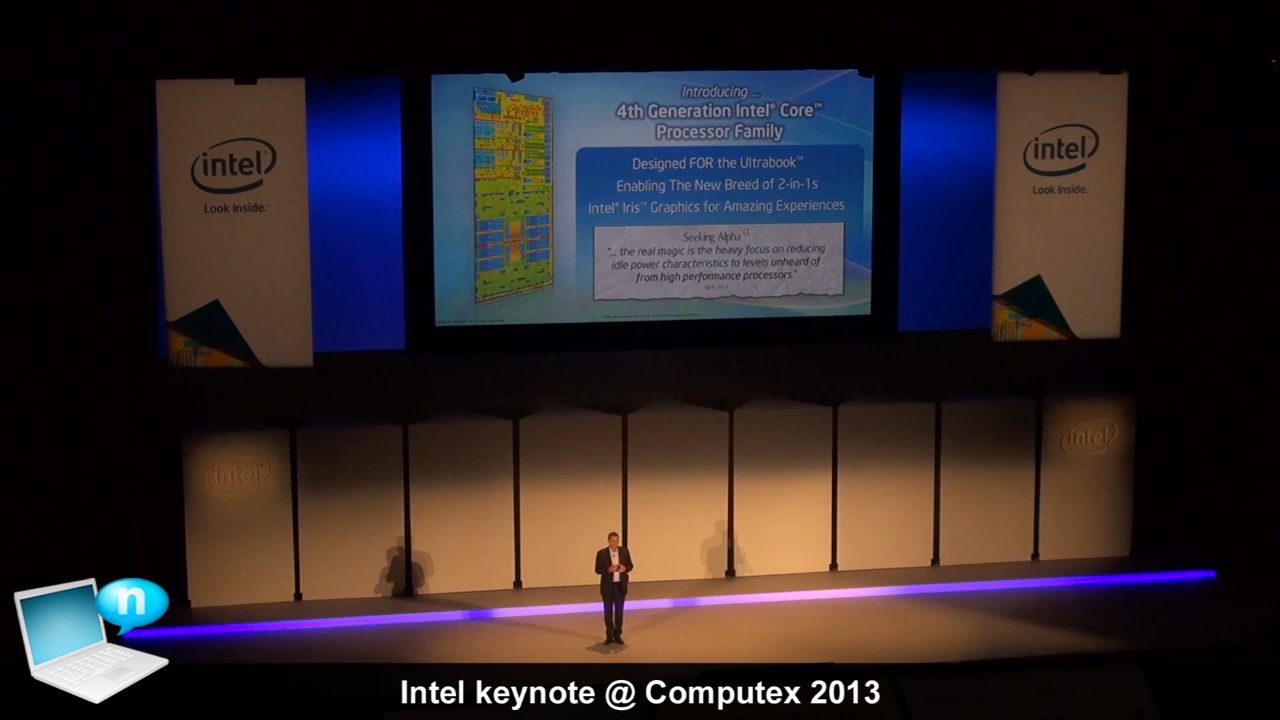 Introducing ...
4th Generation Intel® Core™
Processor Family
Designed FOR the Ultrabook™
Enabling The New Breed of 2-in-1s
Intel® Iris™ Graphics for Amazing Experiences
Seeking Alpha α
"... the real magic is the heavy focus on reducing
idle power characteristics to levels unheard of
from high performance processors."
intel
Look Inside.™
intel
Look Inside.™
intel
intel
n
Intel keynote @ Computex 2013